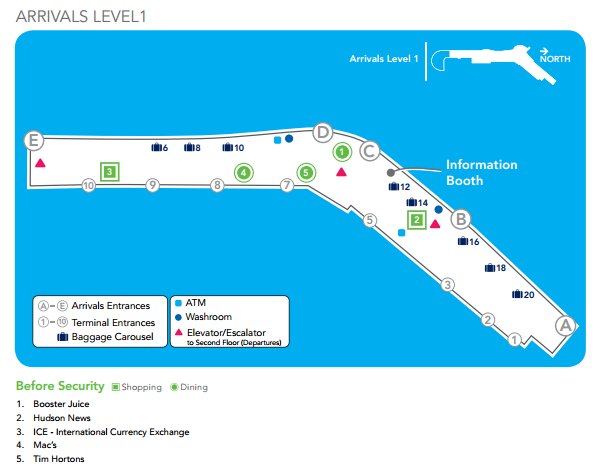 ARRIVALS LEVEL1
Arrivals Level 1
NORTH
E
D
C
6
8
10
1
Information
Booth
3
4
5
12
14
10
9
8
7
2
B
5
16
18
3
20
2
A
1
A - E Arrivals Entrances
1 - 10 Terminal Entrances
Baggage Carousel
ATM
Washroom
Elevator/Escalator
to Second Floor (Departures)
Before Security Shopping Dining
1. Booster Juice
2. Hudson News
3. ICE - International Currency Exchange
4. Mac's
5. Tim Hortons